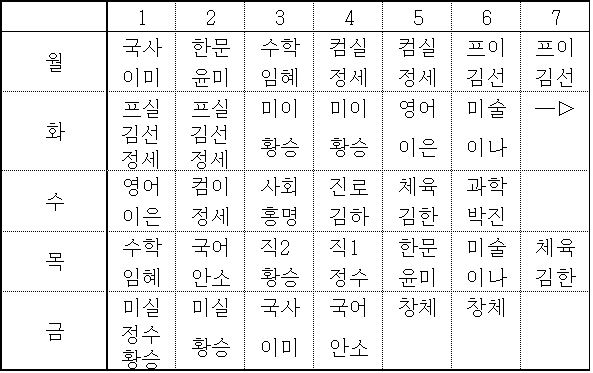 1 2 3 4 5 6 7
월 국사 한문 수학 컴실 컴실 프이 프이
이미 윤미 임혜 정세 정세 김선 김선
화 프실 프실 미이 미이 영어 미술 —▷
김선 김선 황승 황승 이은 이나
정세 정세
수 영어 컴이 사회 진로 체육 과학
이은 정세 홍명 김하 김한 박진
목 수학 국어 직2 직1 한문 미술 체육
임혜 안소 황승 정수 윤미 이나 김한
금 미실 미실 국사 국어 창체 창체
정수 황승 이미 안소
황승